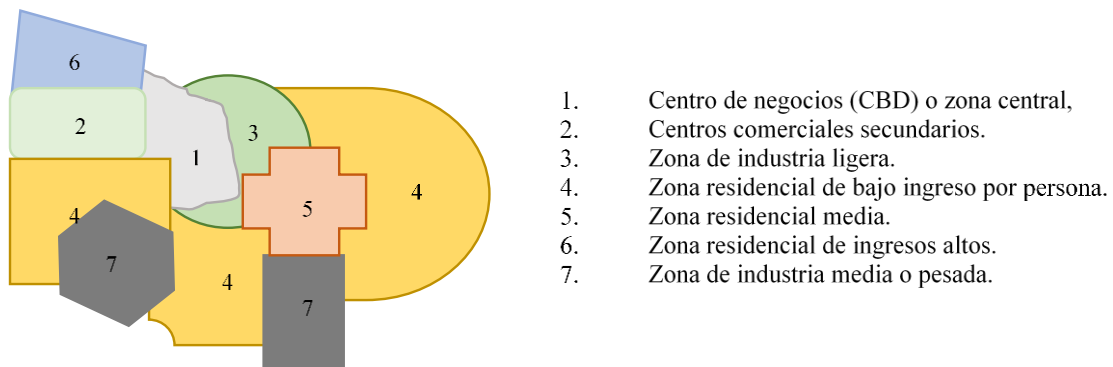 6
2
1
3
4
5
4
4
7
7
1. Centro de negocios (CBD) o zona central,
2. Centros comerciales secundarios.
3. Zona de industria ligera.
4. Zona residencial de bajo ingreso por persona.
5. Zona residencial media.
6. Zona residencial de ingresos altos.
7. Zona de industria media o pesada.